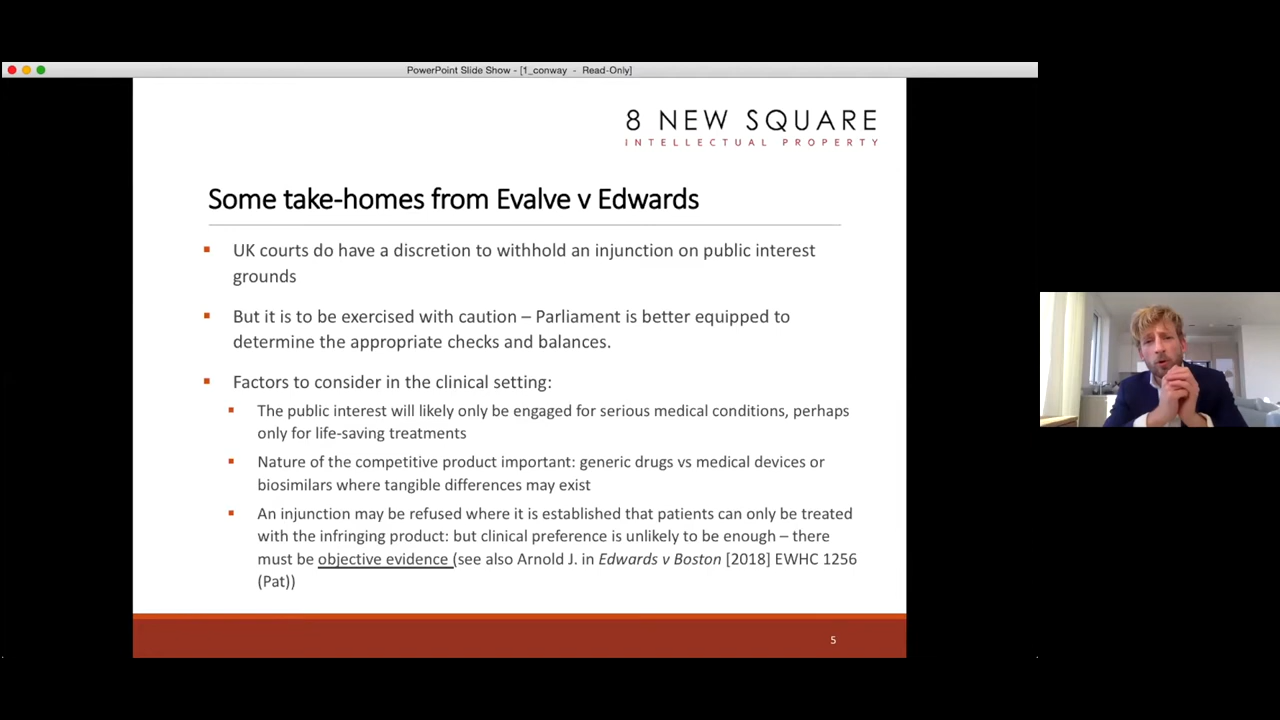 PowerPoint Slide Show - [1_conway - Read-Only]
8 NEW SQUARE
INTELLECTUAL PROPERTY
Some take-homes from Evalve v Edwards
UK courts do have a discretion to withhold an injunction on public interest
grounds
But it is to be exercised with caution – Parliament is better equipped to
determine the appropriate checks and balances.
Factors to consider in the clinical setting:
The public interest will likely only be engaged for serious medical conditions, perhaps
only for life-saving treatments
Nature of the competitive product important: generic drugs vs medical devices or
biosimilars where tangible differences may exist
An injunction may be refused where it is established that patients can only be treated
with the infringing product: but clinical preference is unlikely to be enough – there
must be objective evidence (see also Arnold J. in Edwards v Boston [2018] EWHC 1256
(Pat))
5